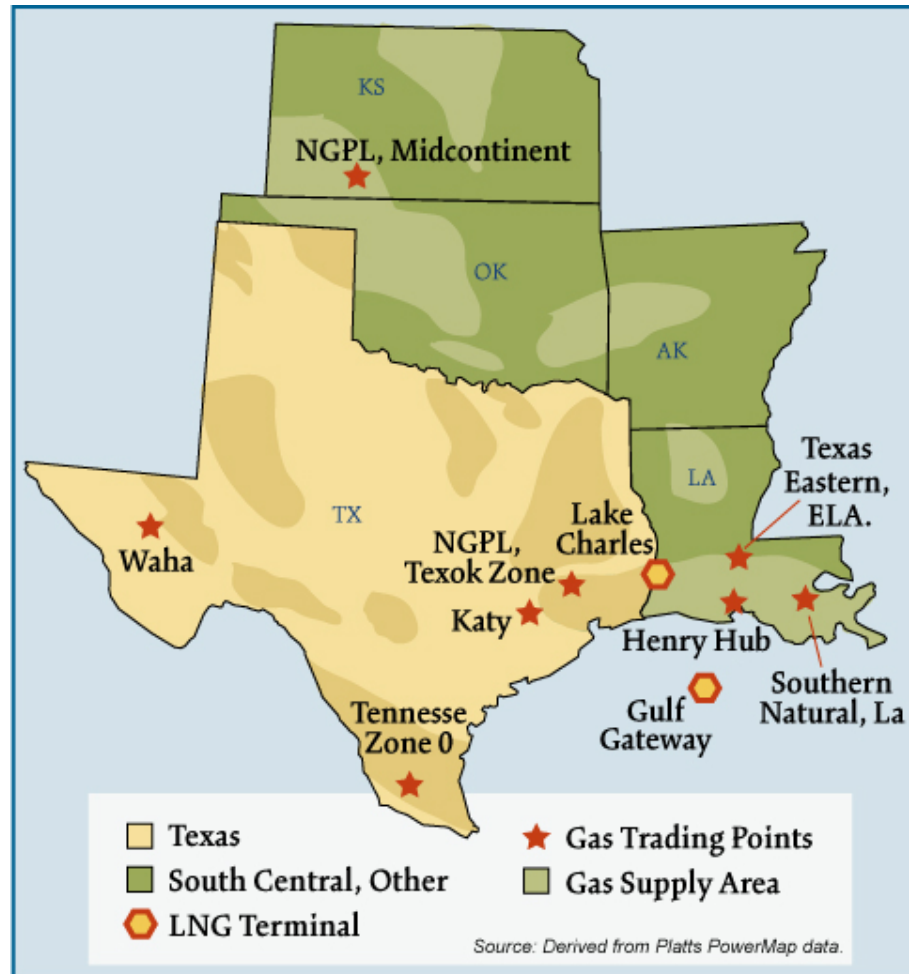 KS
NGPL, Midcontinent
OK
AK
LA
Texas
Eastern,
ELA.
TX
Lake
Charles
NGPL,
Texok Zone
Waha
Katy
Henry Hub
Southern
Natural, La
Gulf
Gateway
Tennesse
Zone 0
Texas
Gas Trading Points
South Central, Other
Gas Supply Area
LNG Terminal
Source: Derived from Platts PowerMap data.